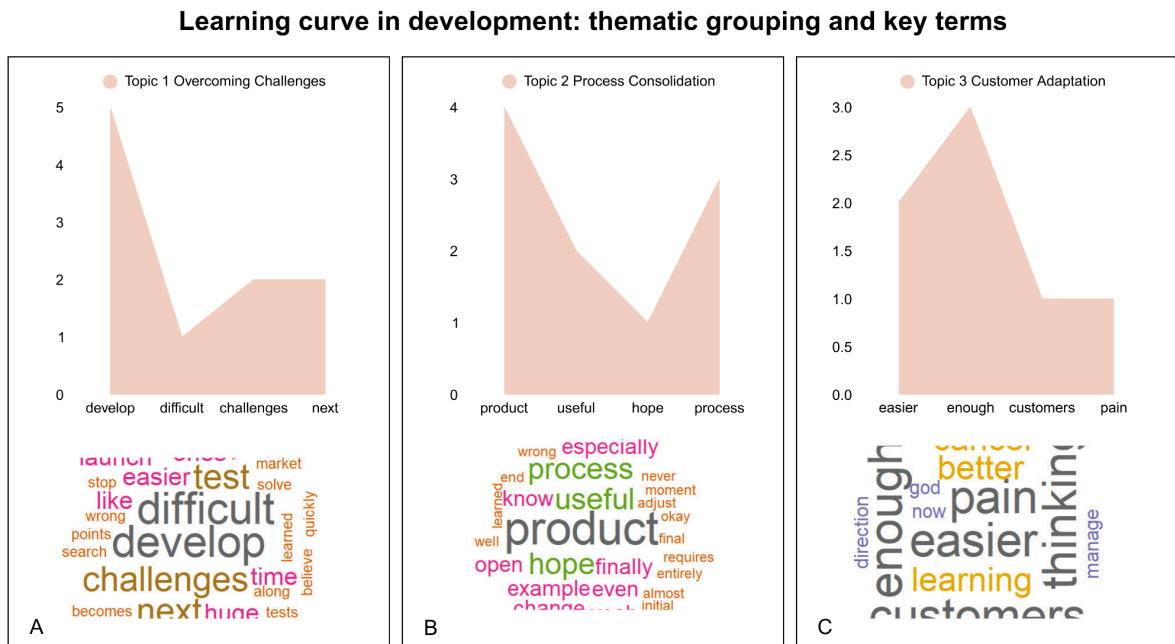 Learning curve in development: thematic grouping and key terms
Topic 1 Overcoming Challenges
5
4
3
2
1
0
develop difficult challenges next
launch
market
easier test
stop
solve
like difficult
wrong
quickly
learned
points
develop
search
believe
challenges time
along
becomes next huge tests
A
Topic 2 Process Consolidation
4
3
2
1
0
product useful hope process
especially
wrong
process
end
never
moment
know useful
adjust
learned
product
okay
well
final
open hope finally
requires
entirely
example even
almost
change
initial
B
Topic 3 Customer Adaptation
3.0
2.5
2.0
1.5
1.0
0.5
0.0
easier enough customers pain
cancer
better
enough
god
pain
thinking
now
direction
easier
manage
learning
customers
C